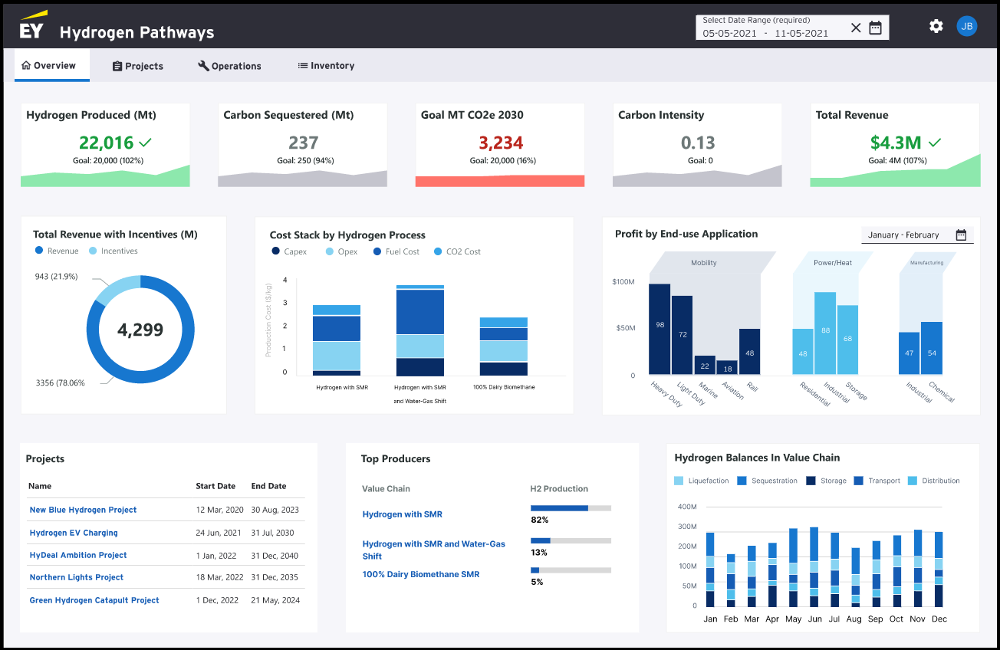 EY
Hydrogen Pathways
Select Date Range (required)
05-05-2021 - 11-05-2021
JB
Overview
Projects
Operations
Inventory
Hydrogen Produced (Mt)
22,016
Goal: 20,000 (102%)
Carbon Sequestered (Mt)
237
Goal: 250 (94%)
Goal MT CO2e 2030
3,234
Goal: 20,000 (16%)
Carbon Intensity
0.13
Goal: 0
Total Revenue
$4.3M
Goal: 4M (107%)
Total Revenue with Incentives (M)
Revenue Incentives
943 (21.9%)
4,299
3356 (78.06%
Cost Stack by Hydrogen Process
Capex Opex Fuel Cost CO2 Cost
Production Cost ($/kg)
4
3
2
1
0
Hydrogen with SMR
Hydrogen with SMR
and Water-Gas Shift
100% Dairy Biomethane
Profit by End-use Application
January - February
Mobility
Power/Heat
Manufacturing
$100M
$50M
0
98
72
22
18
48
48
88
68
47
54
Heavy Duty
Light Duty
Marine
Aviation
Rail
Residential
Industrial
Storage
Industrial
Chemical
Projects
Name Start Date End Date
New Blue Hydrogen Project 12 Mar, 2020 30 Aug, 2023
Hydrogen EV Charging 24 Jun, 2021 31 Jul, 2030
HyDeal Ambition Project 1 Jan, 2022 31 Dec, 2040
Northern Lights Project 18 Mar, 2022 31 Dec, 2035
Green Hydrogen Catapult Project 1 Dec, 2022 21 May, 2024
Top Producers
Value Chain H2 Production
Hydrogen with SMR
82%
Hydrogen with SMR and Water-Gas
Shift
13%
100% Dairy Biomethane SMR
5%
Hydrogen Balances In Value Chain
Liquefaction Sequestration Storage Transport Distribution
400M
300M
200M
100M
50M
0
Jan Feb Mar Apr May Jun Jul Aug Sep Oct Nov Dec